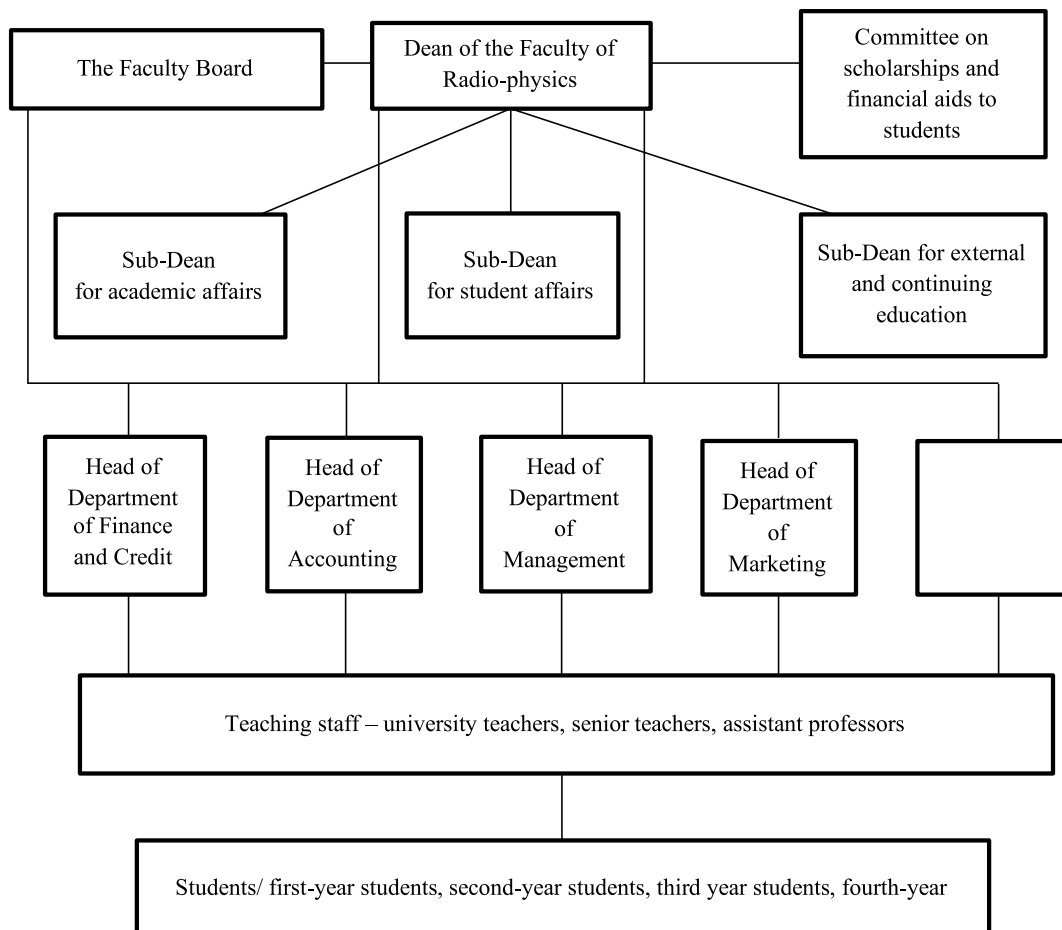 The Faculty Board
Dean of the Faculty of
Radio-physics
Committee on
scholarships and
financial aids to
students
Sub-Dean
for academic affairs
Sub-Dean
for student affairs
Sub-Dean for external
and continuing
education
Head of
Department
of Finance
and Credit
Head of
Department
of
Accounting
Head of
Department
of
Management
Head of
Department
of
Marketing
Teaching staff – university teachers, senior teachers, assistant professors
Students/ first-year students, second-year students, third year students, fourth-year